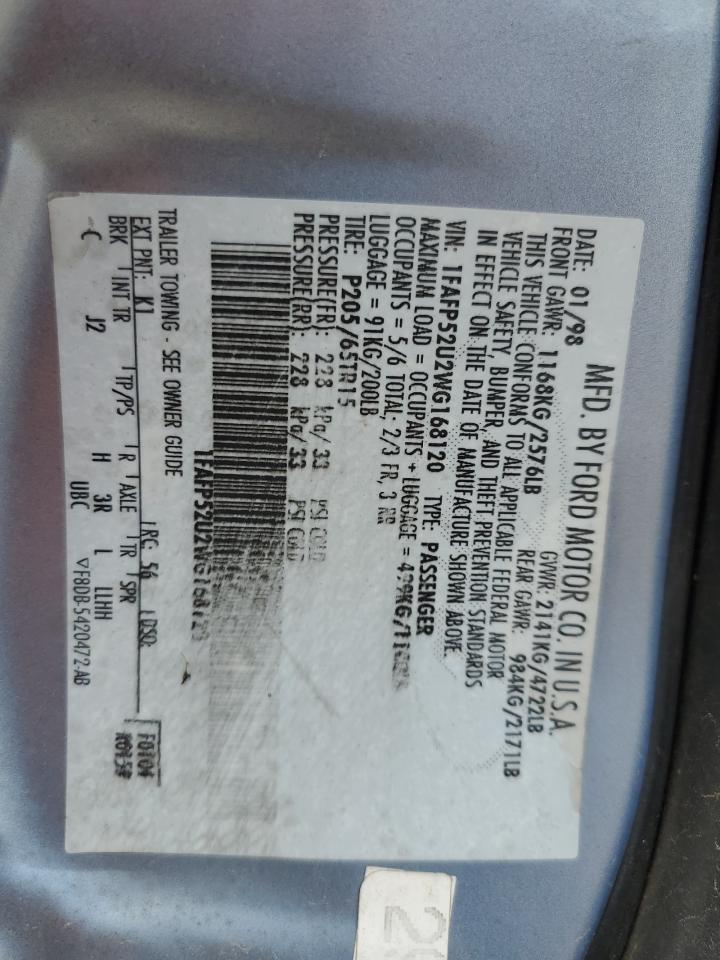 MFD. BY FORD MOTOR CO. IN U.S.A.
DATE: 01/98 GVWR: 2141KG/4722LB
FRONT GAWR: 1168KG/2576LB REAR GAWR: 984KG/2171LB
THIS VEHICLE CONFORMS TO ALL APPLICABLE FEDERAL MOTOR
VEHICLE SAFETY, BUMPER, AND THEFT PREVENTION STANDARDS
IN EFFECT ON THE DATE OF MANUFACTURE SHOWN ABOVE.
VIN: 1FAFP52U2WG168120 TYPE: PASSENGER
MAXIMUM LOAD = OCCUPANTS + LUGGAGE =
OCCUPANTS = 5/6 TOTAL; 2/3 FR, 3 RR
LUGGAGE = 91KG/200LB
TIRE: P205/65TR15
PRESSURE(FR): 228 kPa/ 33 PSI COLD
PRESSURE(RR): 228 kPa/ 33 PSI COLD
1FAFP52U2WG168120
TRAILER TOWING - SEE OWNER GUIDE
EXT PNT: K1 RG: 56 DSO: F0104
BRK INT TR TP/PS R AXLE TR SPR
C J2 H 3R L LLHH
UBC ▽F8DB-5420472-AB